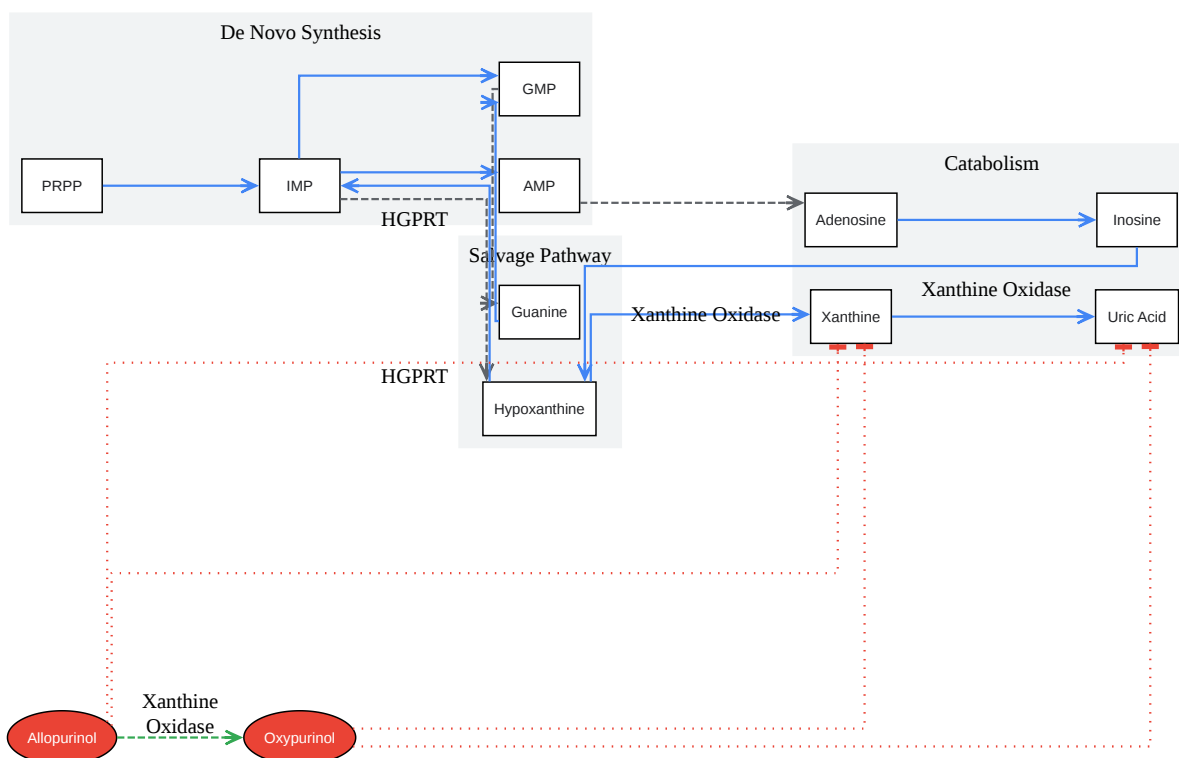 De Novo Synthesis
GMP
PRPP
IMP
AMP
HGPRT
Catabolism
Adenosine
Inosine
Salvage Pathway
Guanine
Xanthine Oxidase
Xanthine
Xanthine Oxidase
Uric Acid
HGPRT
Hypoxanthine
Xanthine
Oxidase
Allopurinol
Oxypurinol